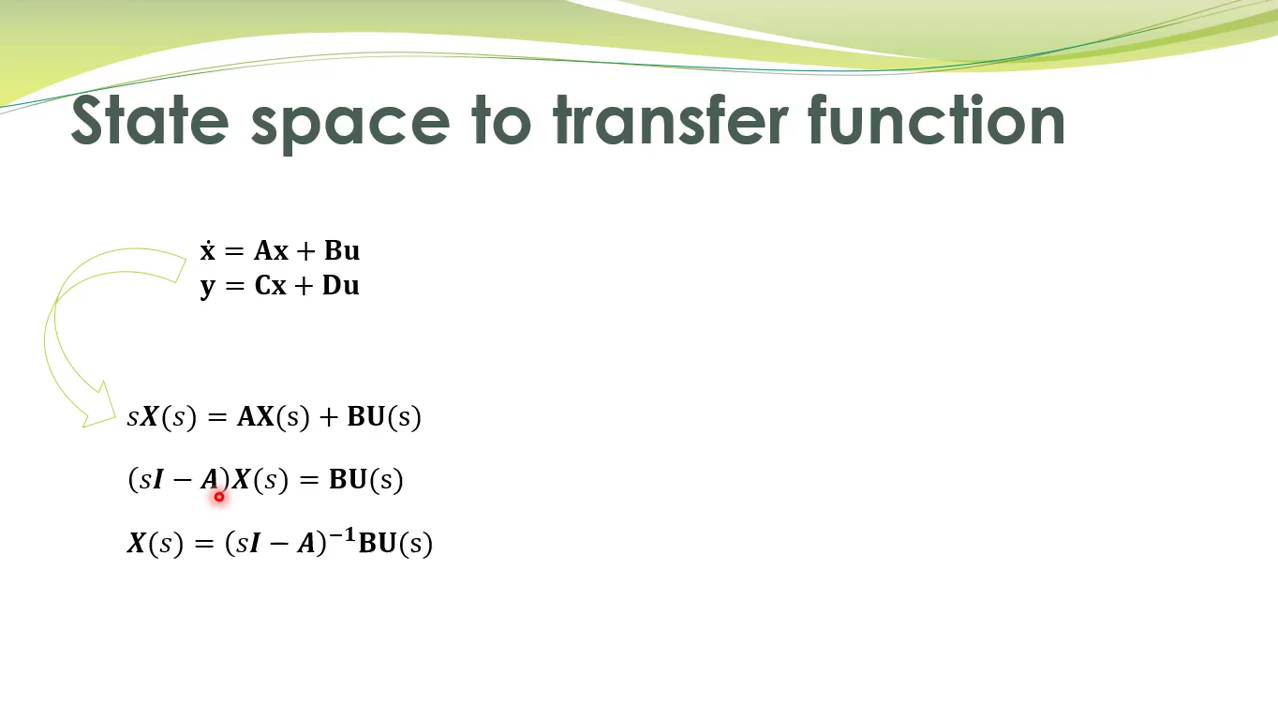 State space to transfer function
ẋ = Ax + Bu
y = Cx + Du
sX(s) = AX(s) + BU(s)
(sI − A)X(s) = BU(s)
X(s) = (sI − A)⁻¹BU(s)